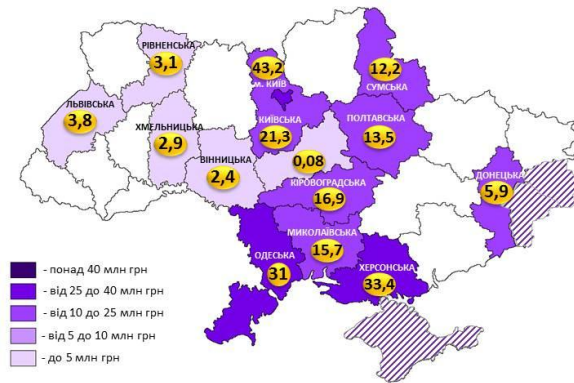 РІВНЕНСЬКА
3,1
43,2
м. КИЇВ
12,2
СУМСЬКА
ЛЬВІВСЬКА
3,8
ХМЕЛЬНИЦЬКА
2,9
КИЇВСЬКА
21,3
ПОЛТАВСЬКА
13,5
ВІННИЦЬКА
2,4
0,08
КІРОВОГРАДСЬКА
16,9
ДОНЕЦЬКА
5,9
МИКОЛАЇВСЬКА
15,7
ОДЕСЬКА
31
ХЕРСОНСЬКА
33,4
- понад 40 млн грн
- від 25 до 40 млн грн
- від 10 до 25 млн грн
- від 5 до 10 млн грн
- до 5 млн грн